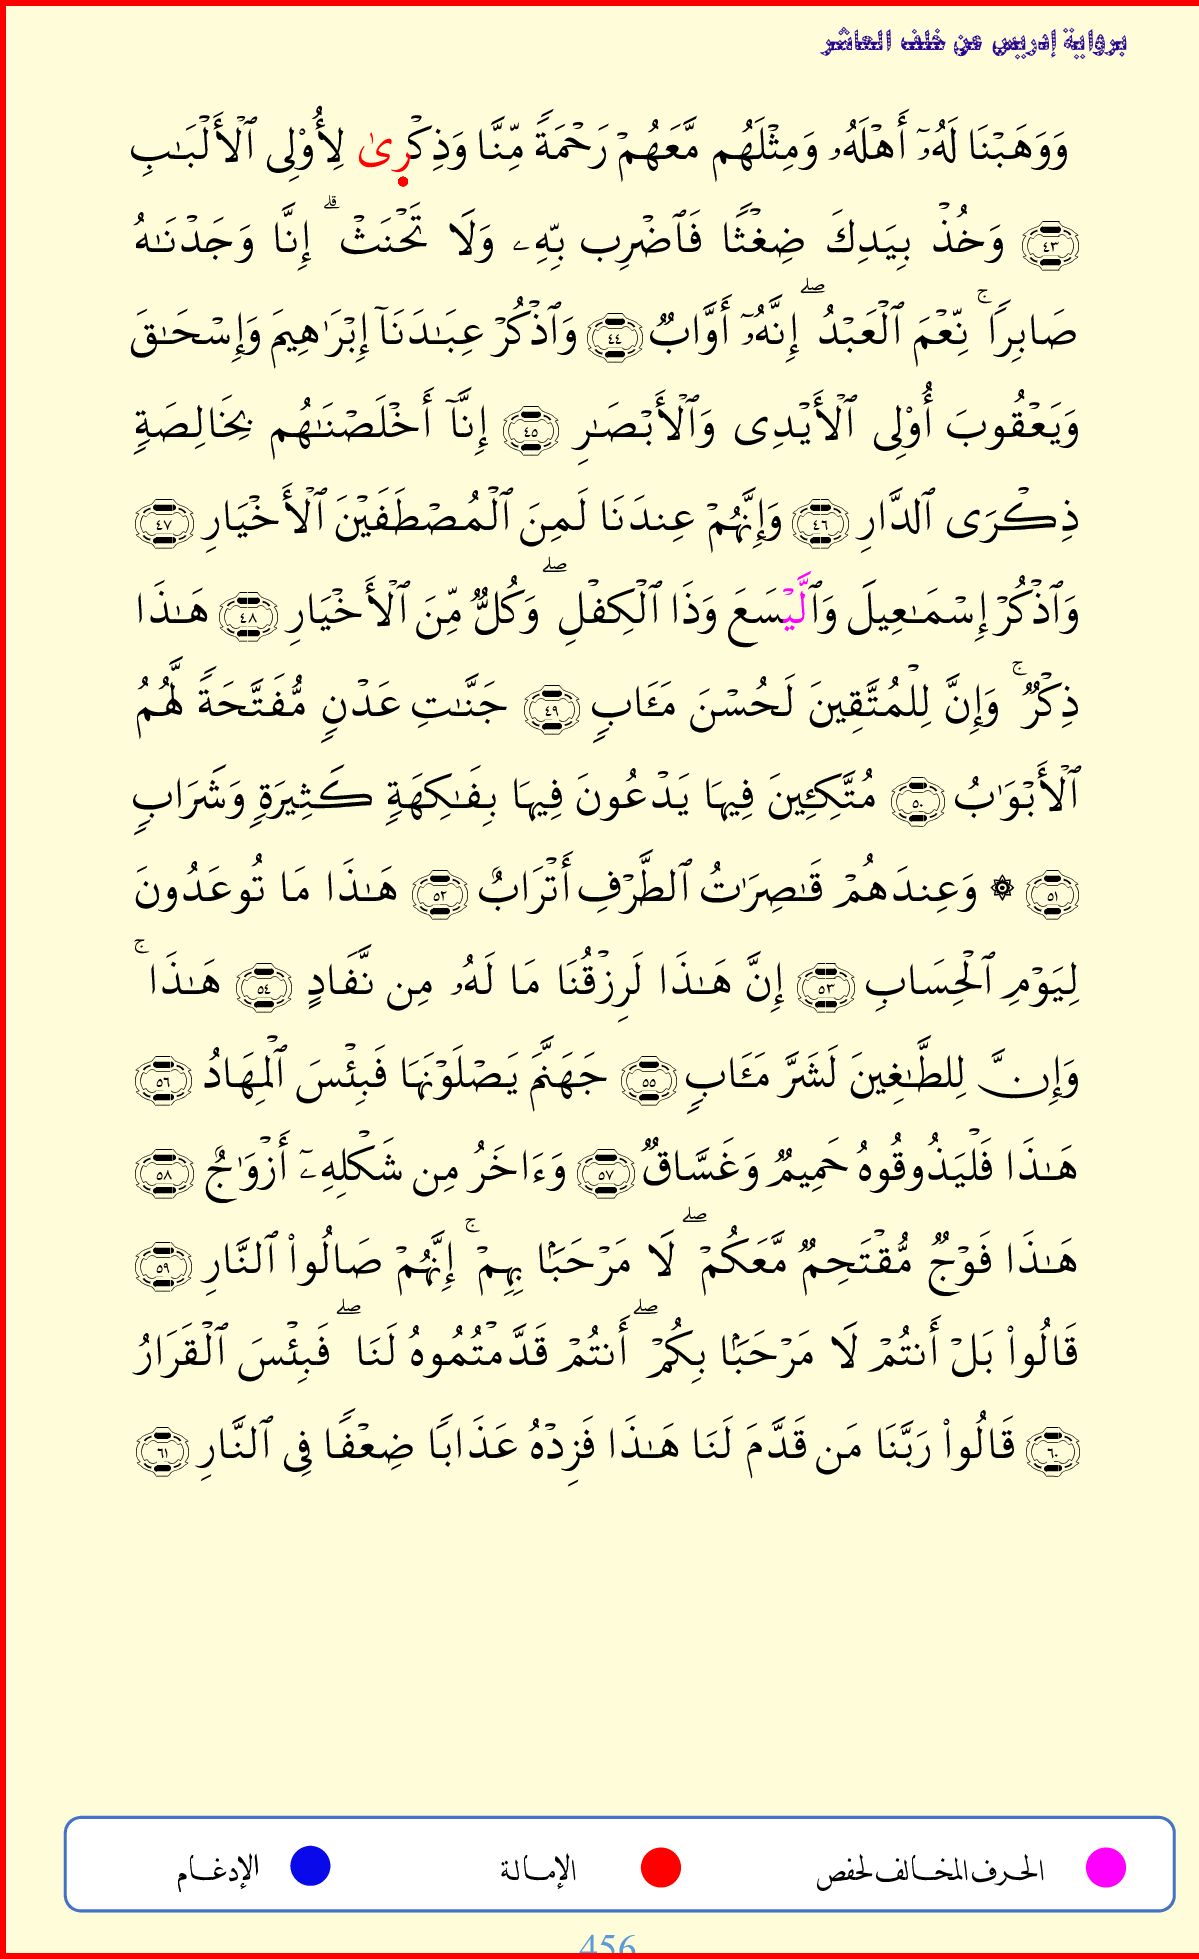 برواية إدريس عن خلف العاشر
وَوَهَبْنَا لَهُۥٓ أَهْلَهُۥ وَمِثْلَهُم مَّعَهُمْ رَحْمَةً مِّنَّا وَذِكْرِىٰ لِأُوْلِى ٱلْأَلْبَـٰبِ
٤٣ وَخُذْ بِيَدِكَ ضِغْثًا فَٱضْرِب بِّهِۦ وَلَا تَحْنَثْ ۗ إِنَّا وَجَدْنَـٰهُ
صَابِرًا ۚ نِّعْمَ ٱلْعَبْدُ ۖ إِنَّهُۥٓ أَوَّابٌ ٤٤ وَٱذْكُرْ عِبَـٰدَنَآ إِبْرَٰهِيمَ وَإِسْحَـٰقَ
وَيَعْقُوبَ أُوْلِى ٱلْأَيْدِى وَٱلْأَبْصَـٰرِ ٤٥ إِنَّآ أَخْلَصْنَـٰهُم بِخَالِصَةٍ
ذِكْرَى ٱلدَّارِ ٤٦ وَإِنَّهُمْ عِندَنَا لَمِنَ ٱلْمُصْطَفَيْنَ ٱلْأَخْيَارِ ٤٧
وَٱذْكُرْ إِسْمَـٰعِيلَ وَٱلَّيْسَعَ وَذَا ٱلْكِفْلِ ۖ وَكُلٌّ مِّنَ ٱلْأَخْيَارِ ٤٨ هَـٰذَا
ذِكْرٌ ۚ وَإِنَّ لِلْمُتَّقِينَ لَحُسْنَ مَـَٔابٍ ٤٩ جَنَّـٰتِ عَدْنٍ مُّفَتَّحَةً لَّهُمُ
ٱلْأَبْوَٰبُ ٥٠ مُتَّكِـِٔينَ فِيهَا يَدْعُونَ فِيهَا بِفَـٰكِهَةٍ كَثِيرَةٍ وَشَرَابٍ
٥١ ۞ وَعِندَهُمْ قَـٰصِرَٰتُ ٱلطَّرْفِ أَتْرَابٌ ٥٢ هَـٰذَا مَا تُوعَدُونَ
لِيَوْمِ ٱلْحِسَابِ ٥٣ إِنَّ هَـٰذَا لَرِزْقُنَا مَا لَهُۥ مِن نَّفَادٍ ٥٤ هَـٰذَا ۚ
وَإِنَّ لِلطَّـٰغِينَ لَشَرَّ مَـَٔابٍ ٥٥ جَهَنَّمَ يَصْلَوْنَهَا فَبِئْسَ ٱلْمِهَادُ ٥٦
هَـٰذَا فَلْيَذُوقُوهُ حَمِيمٌ وَغَسَّاقٌ ٥٧ وَءَاخَرُ مِن شَكْلِهِۦٓ أَزْوَٰجٌ ٥٨
هَـٰذَا فَوْجٌ مُّقْتَحِمٌ مَّعَكُمْ ۖ لَا مَرْحَبًۢا بِهِمْ ۚ إِنَّهُمْ صَالُواْ ٱلنَّارِ ٥٩
قَالُواْ بَلْ أَنتُمْ لَا مَرْحَبًۢا بِكُمْ ۖ أَنتُمْ قَدَّمْتُمُوهُ لَنَا ۖ فَبِئْسَ ٱلْقَرَارُ
٦٠ قَالُواْ رَبَّنَا مَن قَدَّمَ لَنَا هَـٰذَا فَزِدْهُ عَذَابًا ضِعْفًا فِى ٱلنَّارِ ٦١
الحرف المخالف لحفص الإمالة الإدغام
456